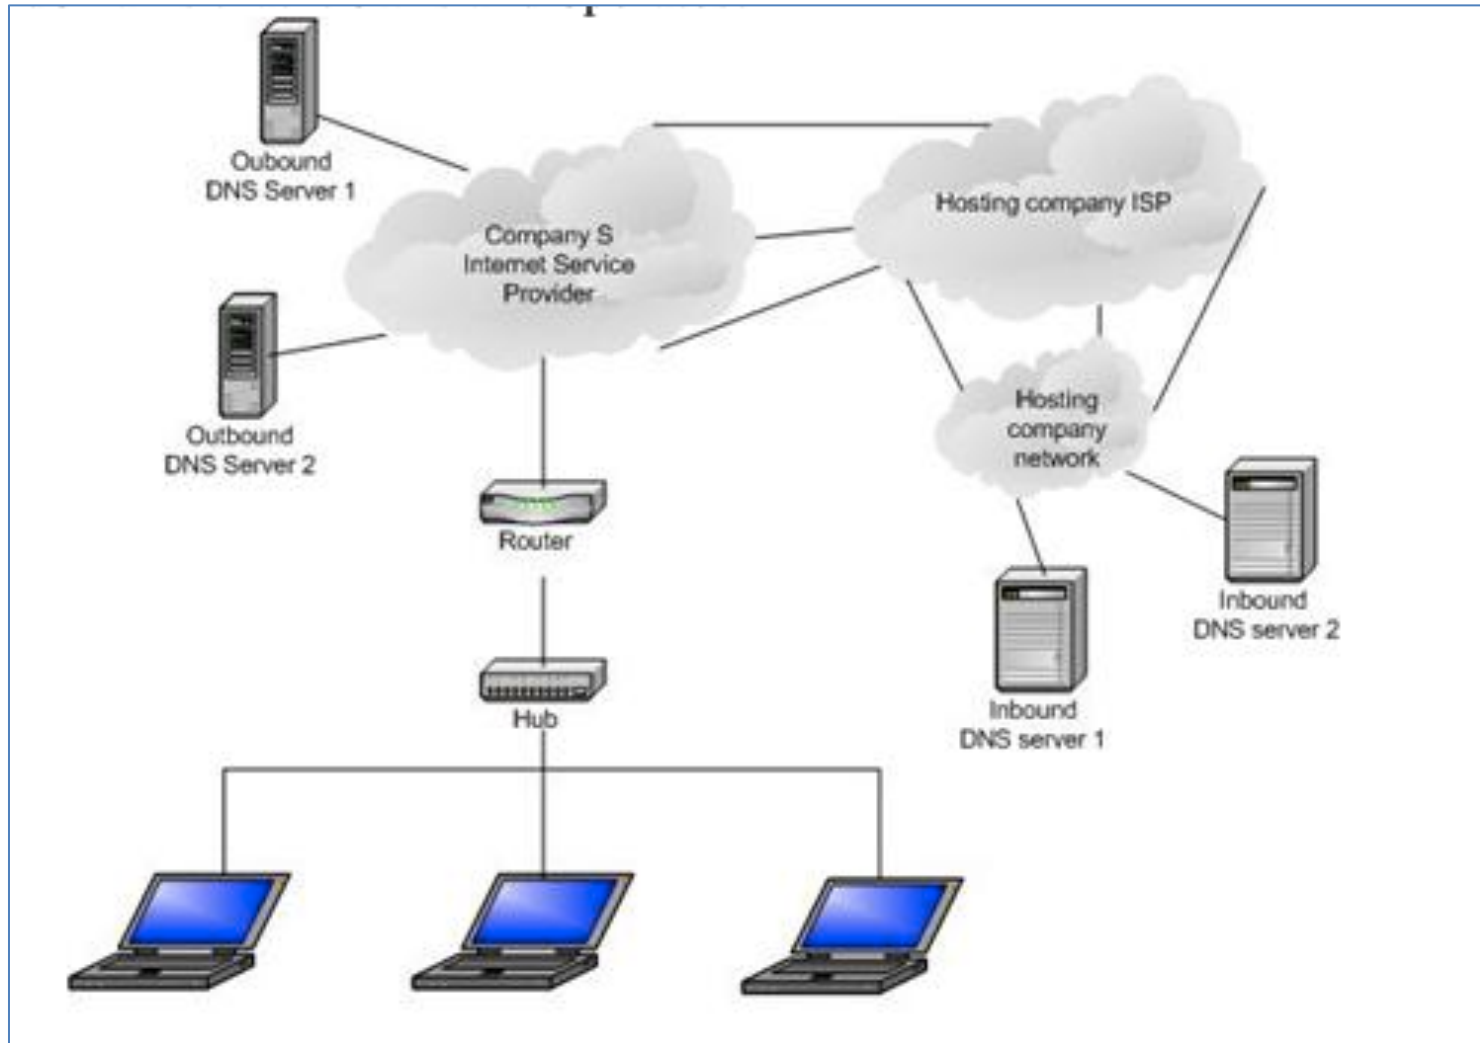 Oubound
DNS Server 1
Company S
Internet Service
Provider
Hosting company ISP
Outbound
DNS Server 2
Hosting
company
network
Router
Inbound
DNS server 2
Hub
Inbound
DNS server 1